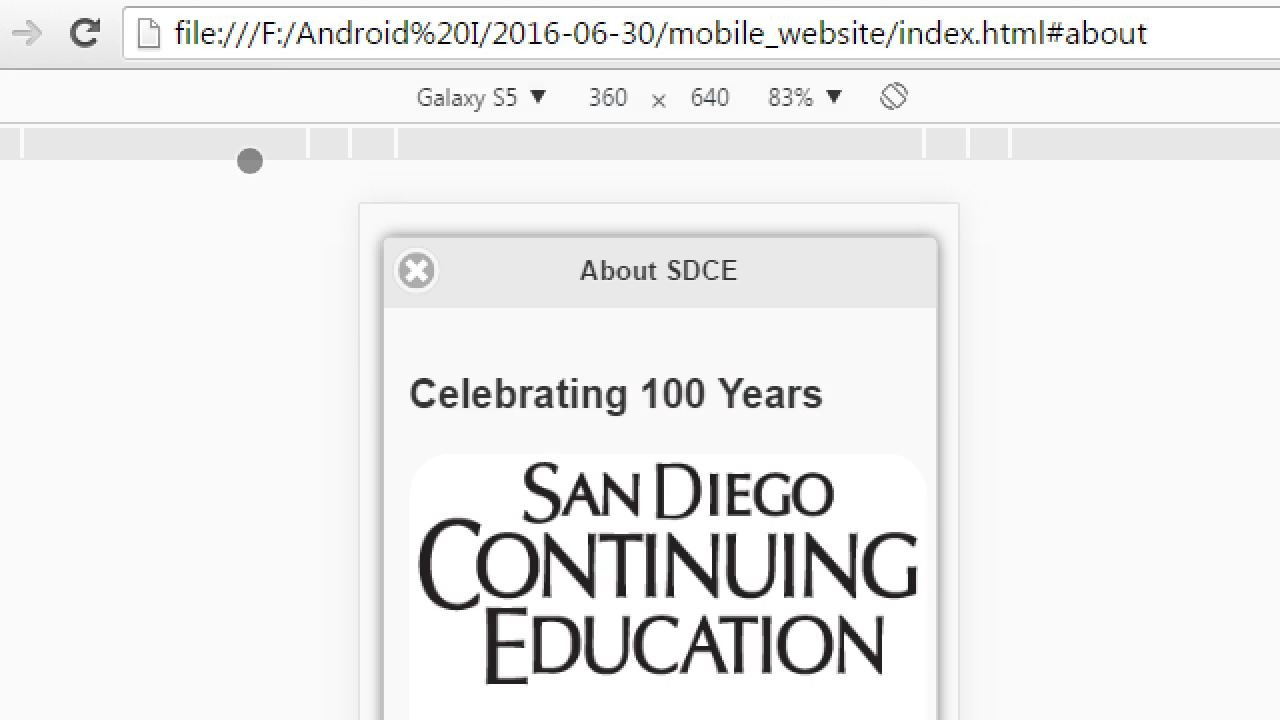 file:///F:/Android%20I/2016-06-30/mobile_website/index.html#about
Galaxy S5 ▼ 360 x 640 83% ▼
About SDCE
Celebrating 100 Years
SAN DIEGO
CONTINUING
EDUCATION